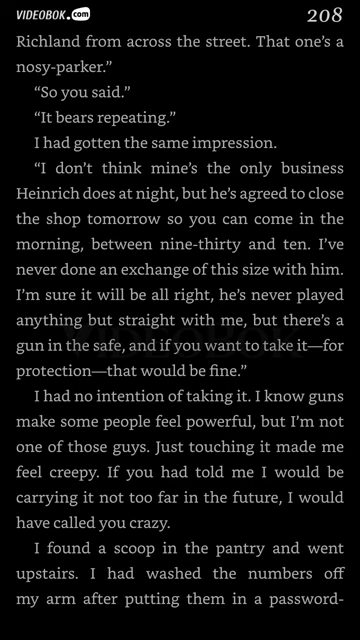 VIDEOBOK.com
208
Richland from across the street. That one’s a
nosy-parker.”
“So you said.”
“It bears repeating.”
I had gotten the same impression.
“I don’t think mine’s the only business
Heinrich does at night, but he’s agreed to close
the shop tomorrow so you can come in the
morning, between nine-thirty and ten. I’ve
never done an exchange of this size with him.
I’m sure it will be all right, he’s never played
anything but straight with me, but there’s a
gun in the safe, and if you want to take it—for
protection—that would be fine.”
I had no intention of taking it. I know guns
make some people feel powerful, but I’m not
one of those guys. Just touching it made me
feel creepy. If you had told me I would be
carrying it not too far in the future, I would
have called you crazy.
I found a scoop in the pantry and went
upstairs. I had washed the numbers off
my arm after putting them in a password-